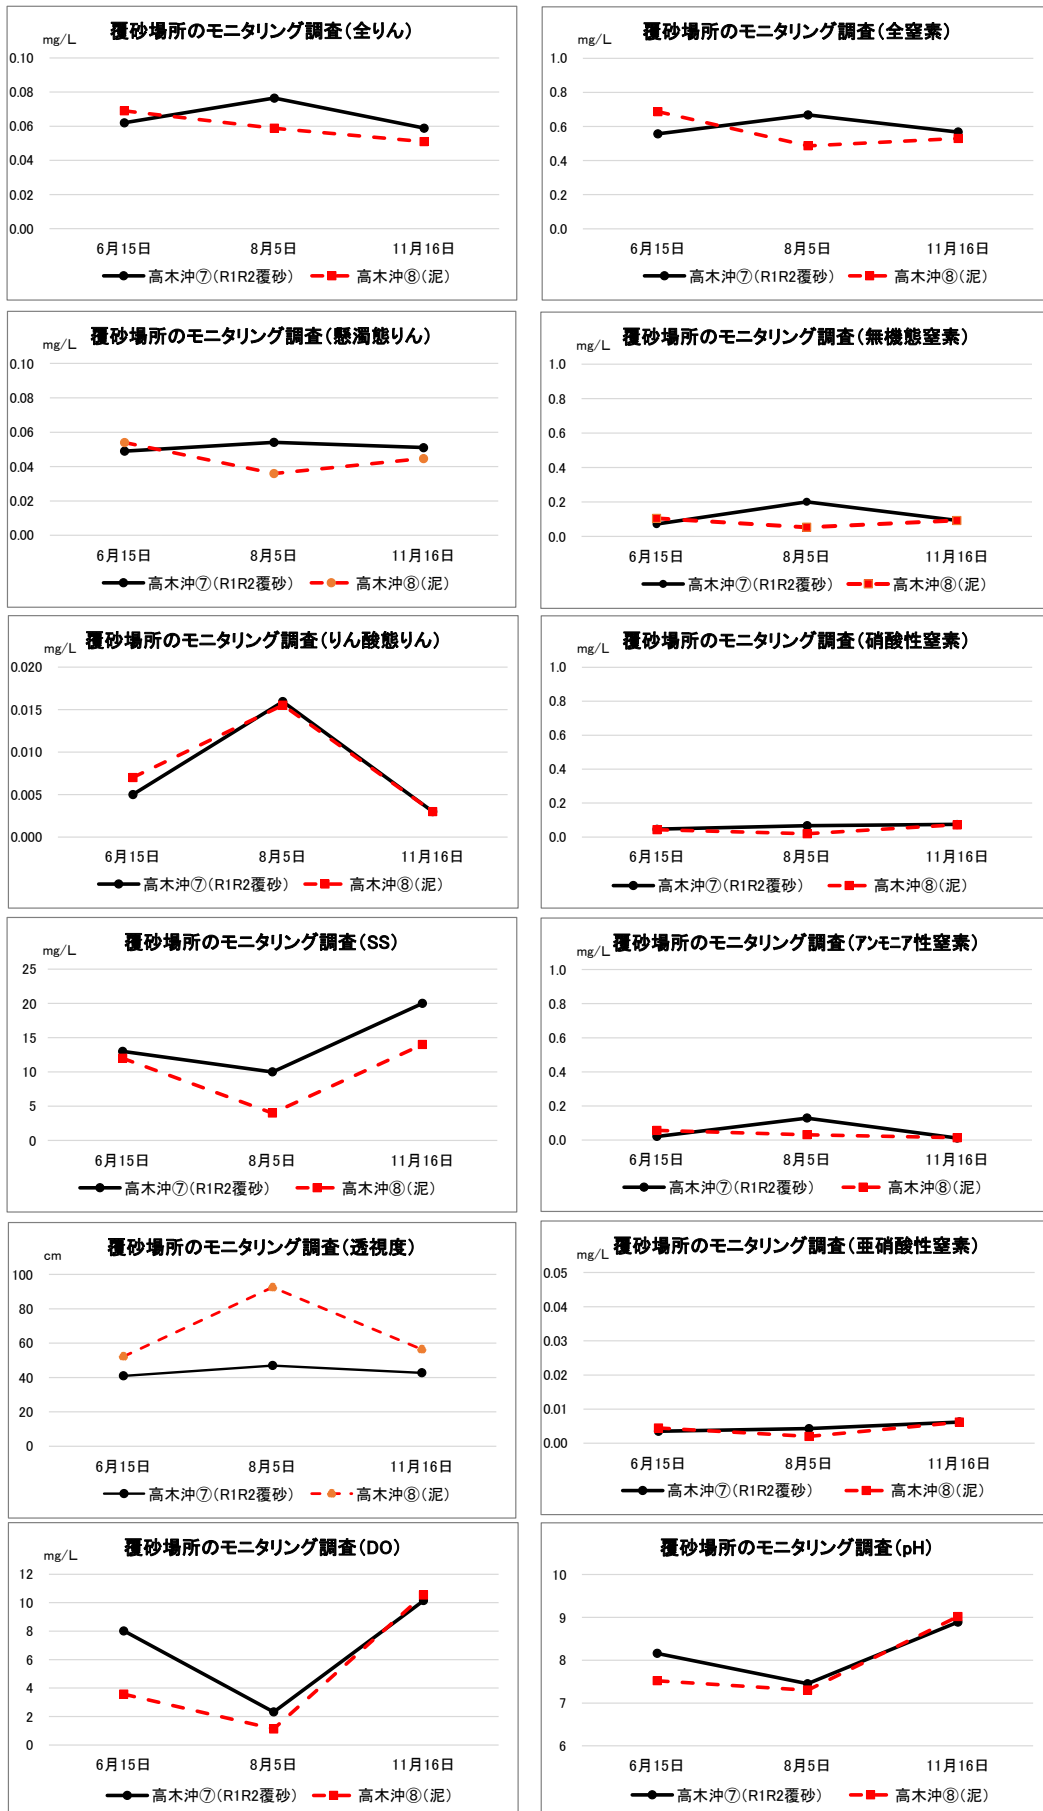 覆砂場所のモニタリング調査(全りん)
mg/L
0.10
0.08
0.06
0.04
0.02
0.00
6月15日 8月5日 11月16日
高木沖⑦(R1R2覆砂) 高木沖⑧(泥)
覆砂場所のモニタリング調査(全窒素)
mg/L
1.0
0.8
0.6
0.4
0.2
0.0
6月15日 8月5日 11月16日
高木沖⑦(R1R2覆砂) 高木沖⑧(泥)
覆砂場所のモニタリング調査(懸濁態りん)
mg/L
0.10
0.08
0.06
0.04
0.02
0.00
6月15日 8月5日 11月16日
高木沖⑦(R1R2覆砂) 高木沖⑧(泥)
覆砂場所のモニタリング調査(無機態窒素)
mg/L
1.0
0.8
0.6
0.4
0.2
0.0
6月15日 8月5日 11月16日
高木沖⑦(R1R2覆砂) 高木沖⑧(泥)
覆砂場所のモニタリング調査(りん酸態りん)
mg/L
0.020
0.015
0.010
0.005
0.000
6月15日 8月5日 11月16日
高木沖⑦(R1R2覆砂) 高木沖⑧(泥)
覆砂場所のモニタリング調査(硝酸性窒素)
mg/L
1.0
0.8
0.6
0.4
0.2
0.0
6月15日 8月5日 11月16日
高木沖⑦(R1R2覆砂) 高木沖⑧(泥)
覆砂場所のモニタリング調査(SS)
mg/L
25
20
15
10
5
0
6月15日 8月5日 11月16日
高木沖⑦(R1R2覆砂) 高木沖⑧(泥)
覆砂場所のモニタリング調査(アンモニア性窒素)
mg/L
1.0
0.8
0.6
0.4
0.2
0.0
6月15日 8月5日 11月16日
高木沖⑦(R1R2覆砂) 高木沖⑧(泥)
覆砂場所のモニタリング調査(透視度)
cm
100
80
60
40
20
0
6月15日 8月5日 11月16日
高木沖⑦(R1R2覆砂) 高木沖⑧(泥)
覆砂場所のモニタリング調査(亜硝酸性窒素)
mg/L
0.05
0.04
0.03
0.02
0.01
0.00
6月15日 8月5日 11月16日
高木沖⑦(R1R2覆砂) 高木沖⑧(泥)
覆砂場所のモニタリング調査(DO)
mg/L
12
10
8
6
4
2
0
6月15日 8月5日 11月16日
高木沖⑦(R1R2覆砂) 高木沖⑧(泥)
覆砂場所のモニタリング調査(pH)
10
9
8
7
6
6月15日 8月5日 11月16日
高木沖⑦(R1R2覆砂) 高木沖⑧(泥)